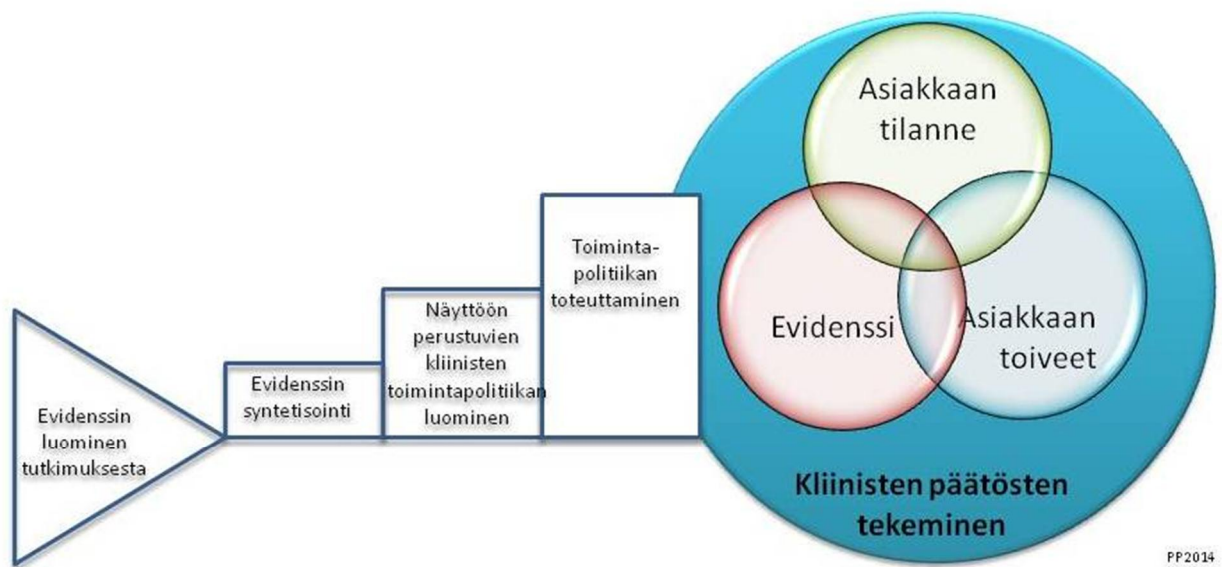 Evidenssin
luominen
tutkimuksesta
Evidenssin
syntetisointi
Näyttöön
perustuvien
kliinisten
toimintapolitiikan
luominen
Toiminta-
politiikan
toteuttaminen
Asiakkaan
tilanne
Evidenssi
Asiakkaan
toiveet
Kliinisten päätösten
tekeminen
PP2014